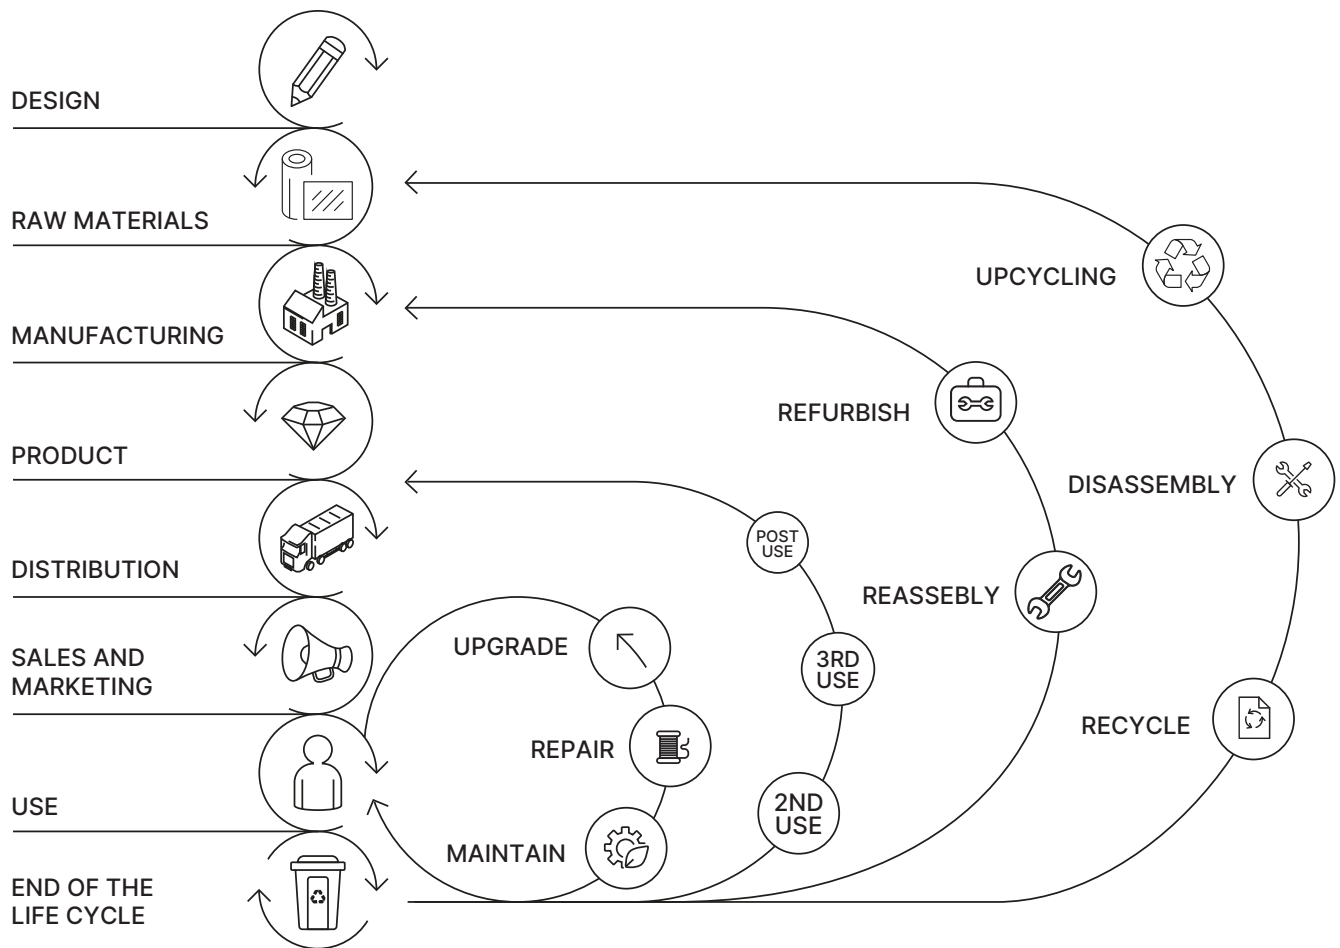 DESIGN
RAW MATERIALS
MANUFACTURING
PRODUCT
DISTRIBUTION
SALES AND
MARKETING
USE
END OF THE
LIFE CYCLE
UPGRADE
REPAIR
MAINTAIN
POST
USE
3RD
USE
2ND
USE
REFURBISH
REASSEBLY
UPCYCLING
DISASSEMBLY
RECYCLE